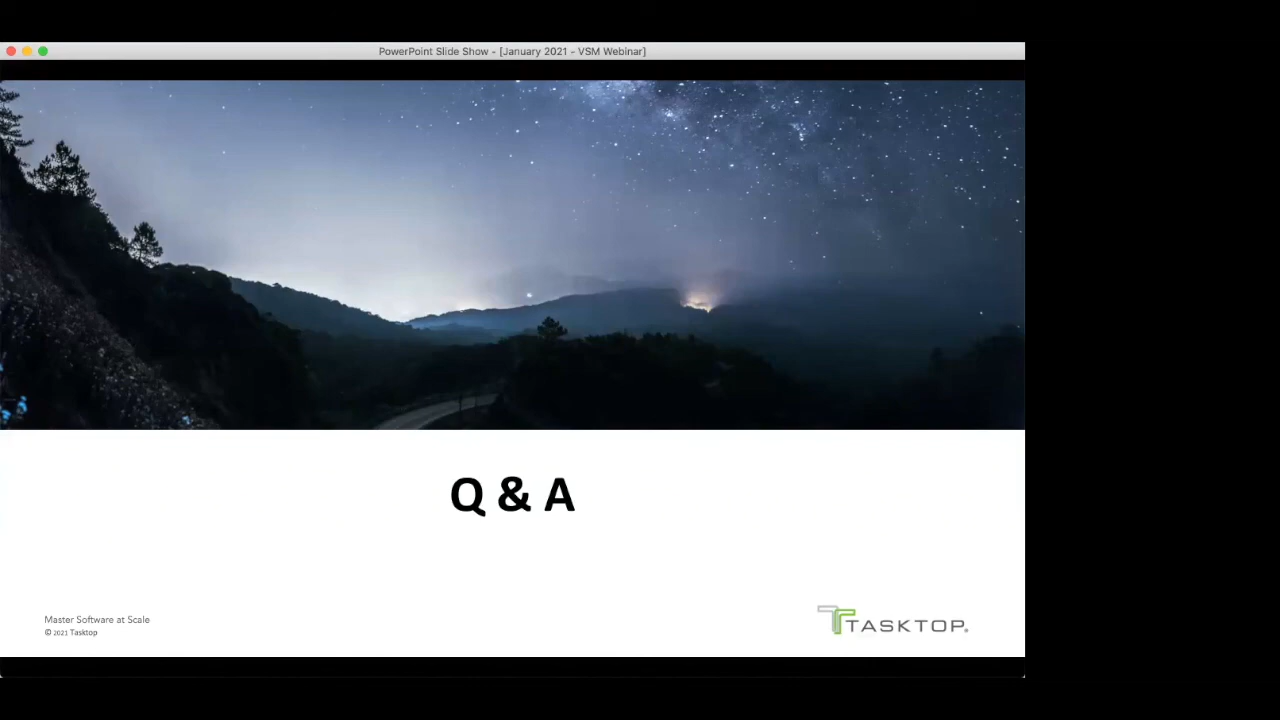 PowerPoint Slide Show - [January 2021 - VSM Webinar]
Q & A
Master Software at Scale
© 2021 Tasktop
TASKTOP®